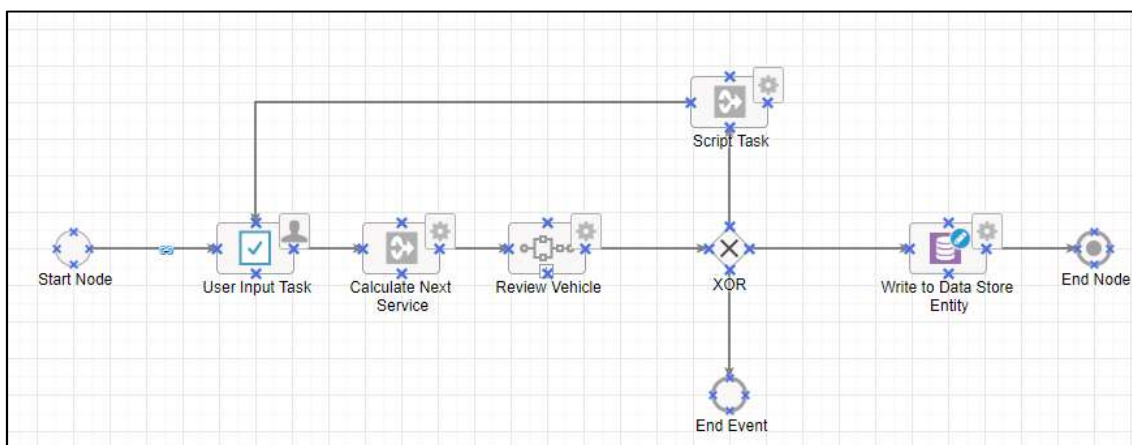 Script Task
Start Node
User Input Task
Calculate Next
Service
Review Vehicle
XOR
Write to Data Store
Entity
End Node
End Event